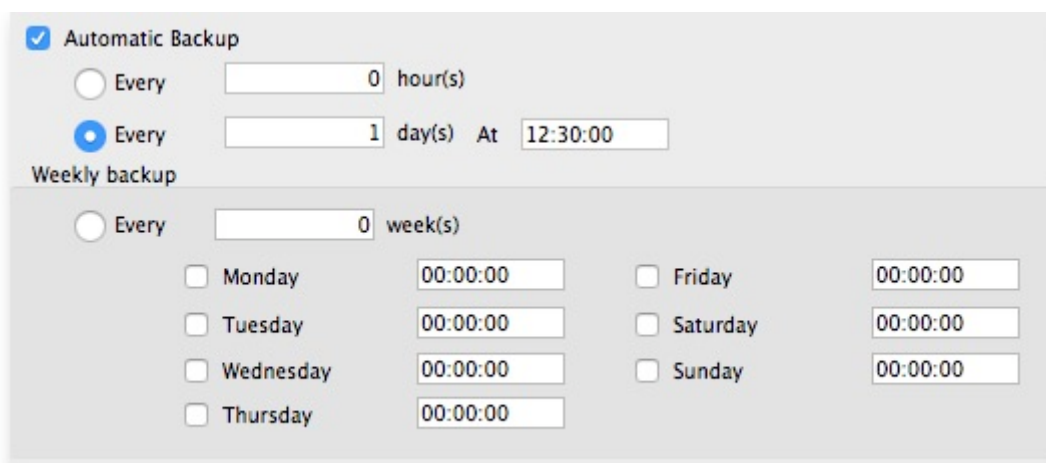 Automatic Backup
Every 0 hour(s)
Every 1 day(s) At 12:30:00
Weekly backup
Every 0 week(s)
Monday 00:00:00 Friday 00:00:00
Tuesday 00:00:00 Saturday 00:00:00
Wednesday 00:00:00 Sunday 00:00:00
Thursday 00:00:00